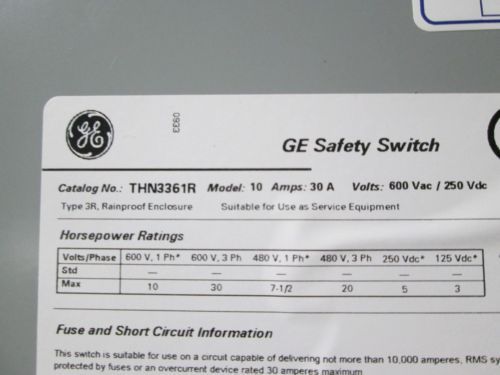 GE
0933
GE Safety Switch
Catalog No.: THN3361R Model: 10 Amps: 30 A Volts: 600 Vac / 250 Vdc
Type 3R, Rainproof Enclosure Suitable for Use as Service Equipment
Horsepower Ratings
Volts/Phase 600 V, 1 Ph* 600 V, 3 Ph 480 V, 1 Ph* 480 V, 3 Ph 250 Vdc* 125 Vdc*
Std — — — — — —
Max 10 30 7-1/2 20 5 3
Fuse and Short Circuit Information
This switch is suitable for use on a circuit capable of delivering not more than 10,000 amperes, RMS sy
protected by fuses or an overcurrent device rated 30 amperes maximum